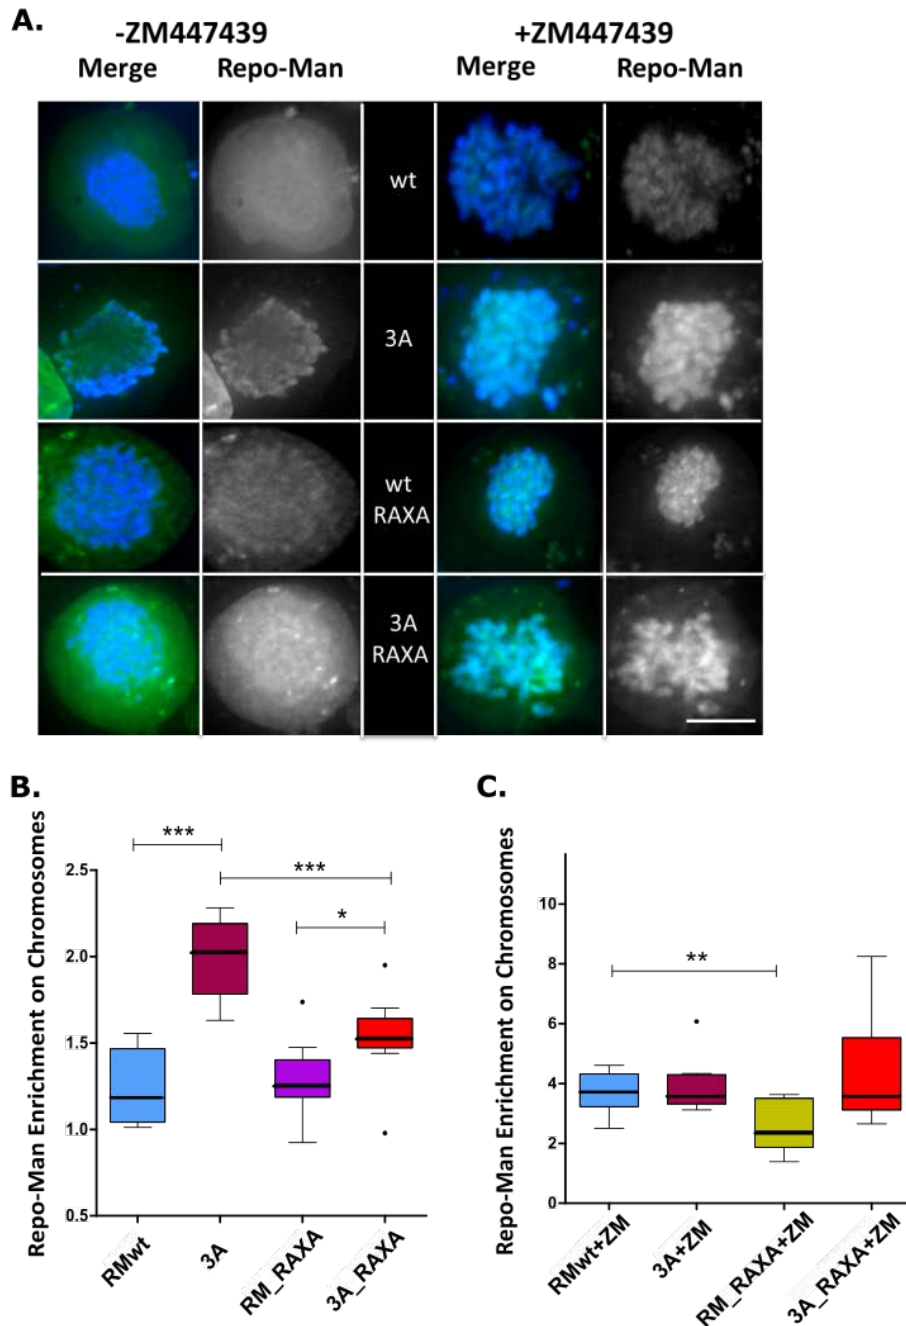 A.
-ZM447439 +ZM447439
Merge Repo-Man Merge Repo-Man
wt
3A
wt
RAXA
3A
RAXA
B.
Repo-Man Enrichment on Chromosomes
2.5
2.0
1.5
1.0
0.5
***
***
*
RMwt
3A
RM_RAXA
3A_RAXA
C.
Repo-Man Enrichment on Chromosomes
10
8
6
4
2
0
**
RMwt+ZM
3A+ZM
RM_RAXA+ZM
3A_RAXA+ZM